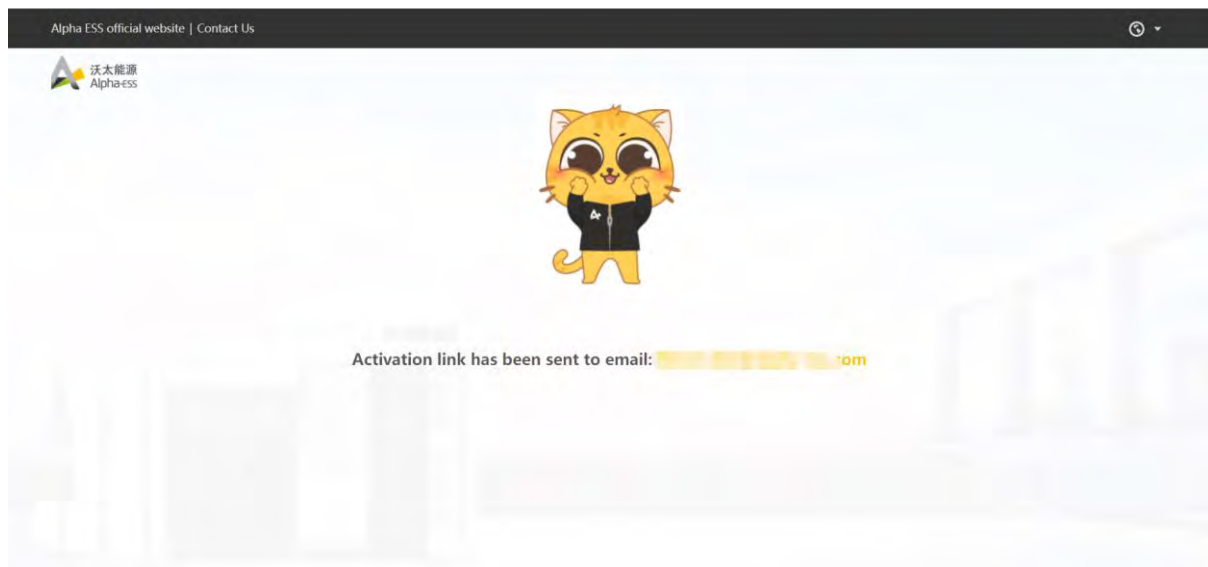 Alpha ESS official website | Contact Us
沃太能源
Alpha-ESS
Activation link has been sent to email: